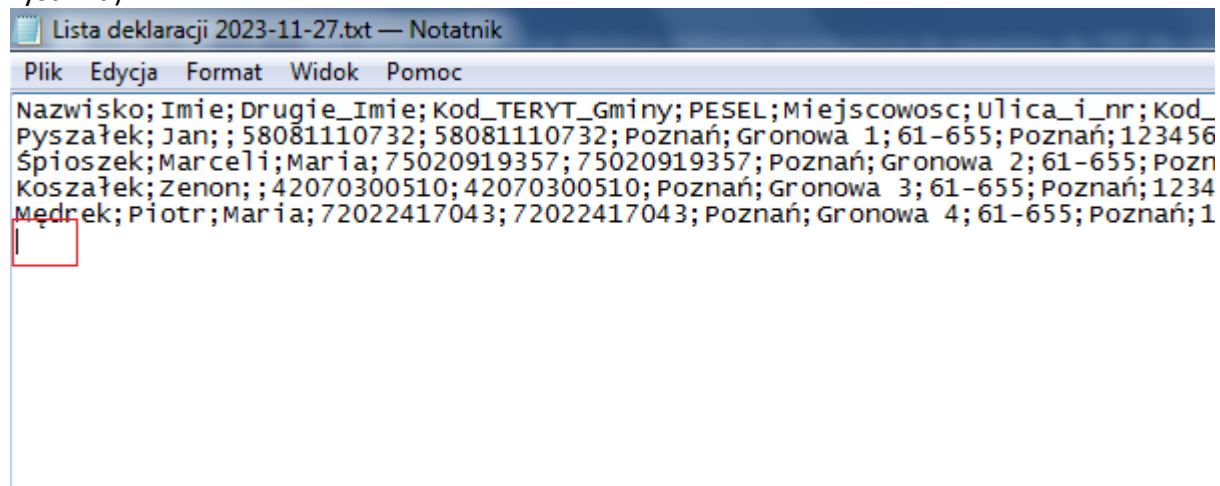 Lista deklaracji 2023-11-27.txt — Notatnik
Plik Edycja Format Widok Pomoc
Nazwisko;Imie;Drugie_Imie;Kod_TERYT_Gminy;PESEL;Miejscowosc;Ulica_i_nr;Kod_
Pyszałek;Jan;;58081110732;58081110732;Poznań;Gronowa 1;61-655;Poznań;123456
Śpioszek;Marceli;Maria;75020919357;75020919357;Poznań;Gronowa 2;61-655;Pozn
Koszałek;Zenon;;42070300510;42070300510;Poznań;Gronowa 3;61-655;Poznań;1234
Mędrek;Piotr;Maria;72022417043;72022417043;Poznań;Gronowa 4;61-655;Poznań;1